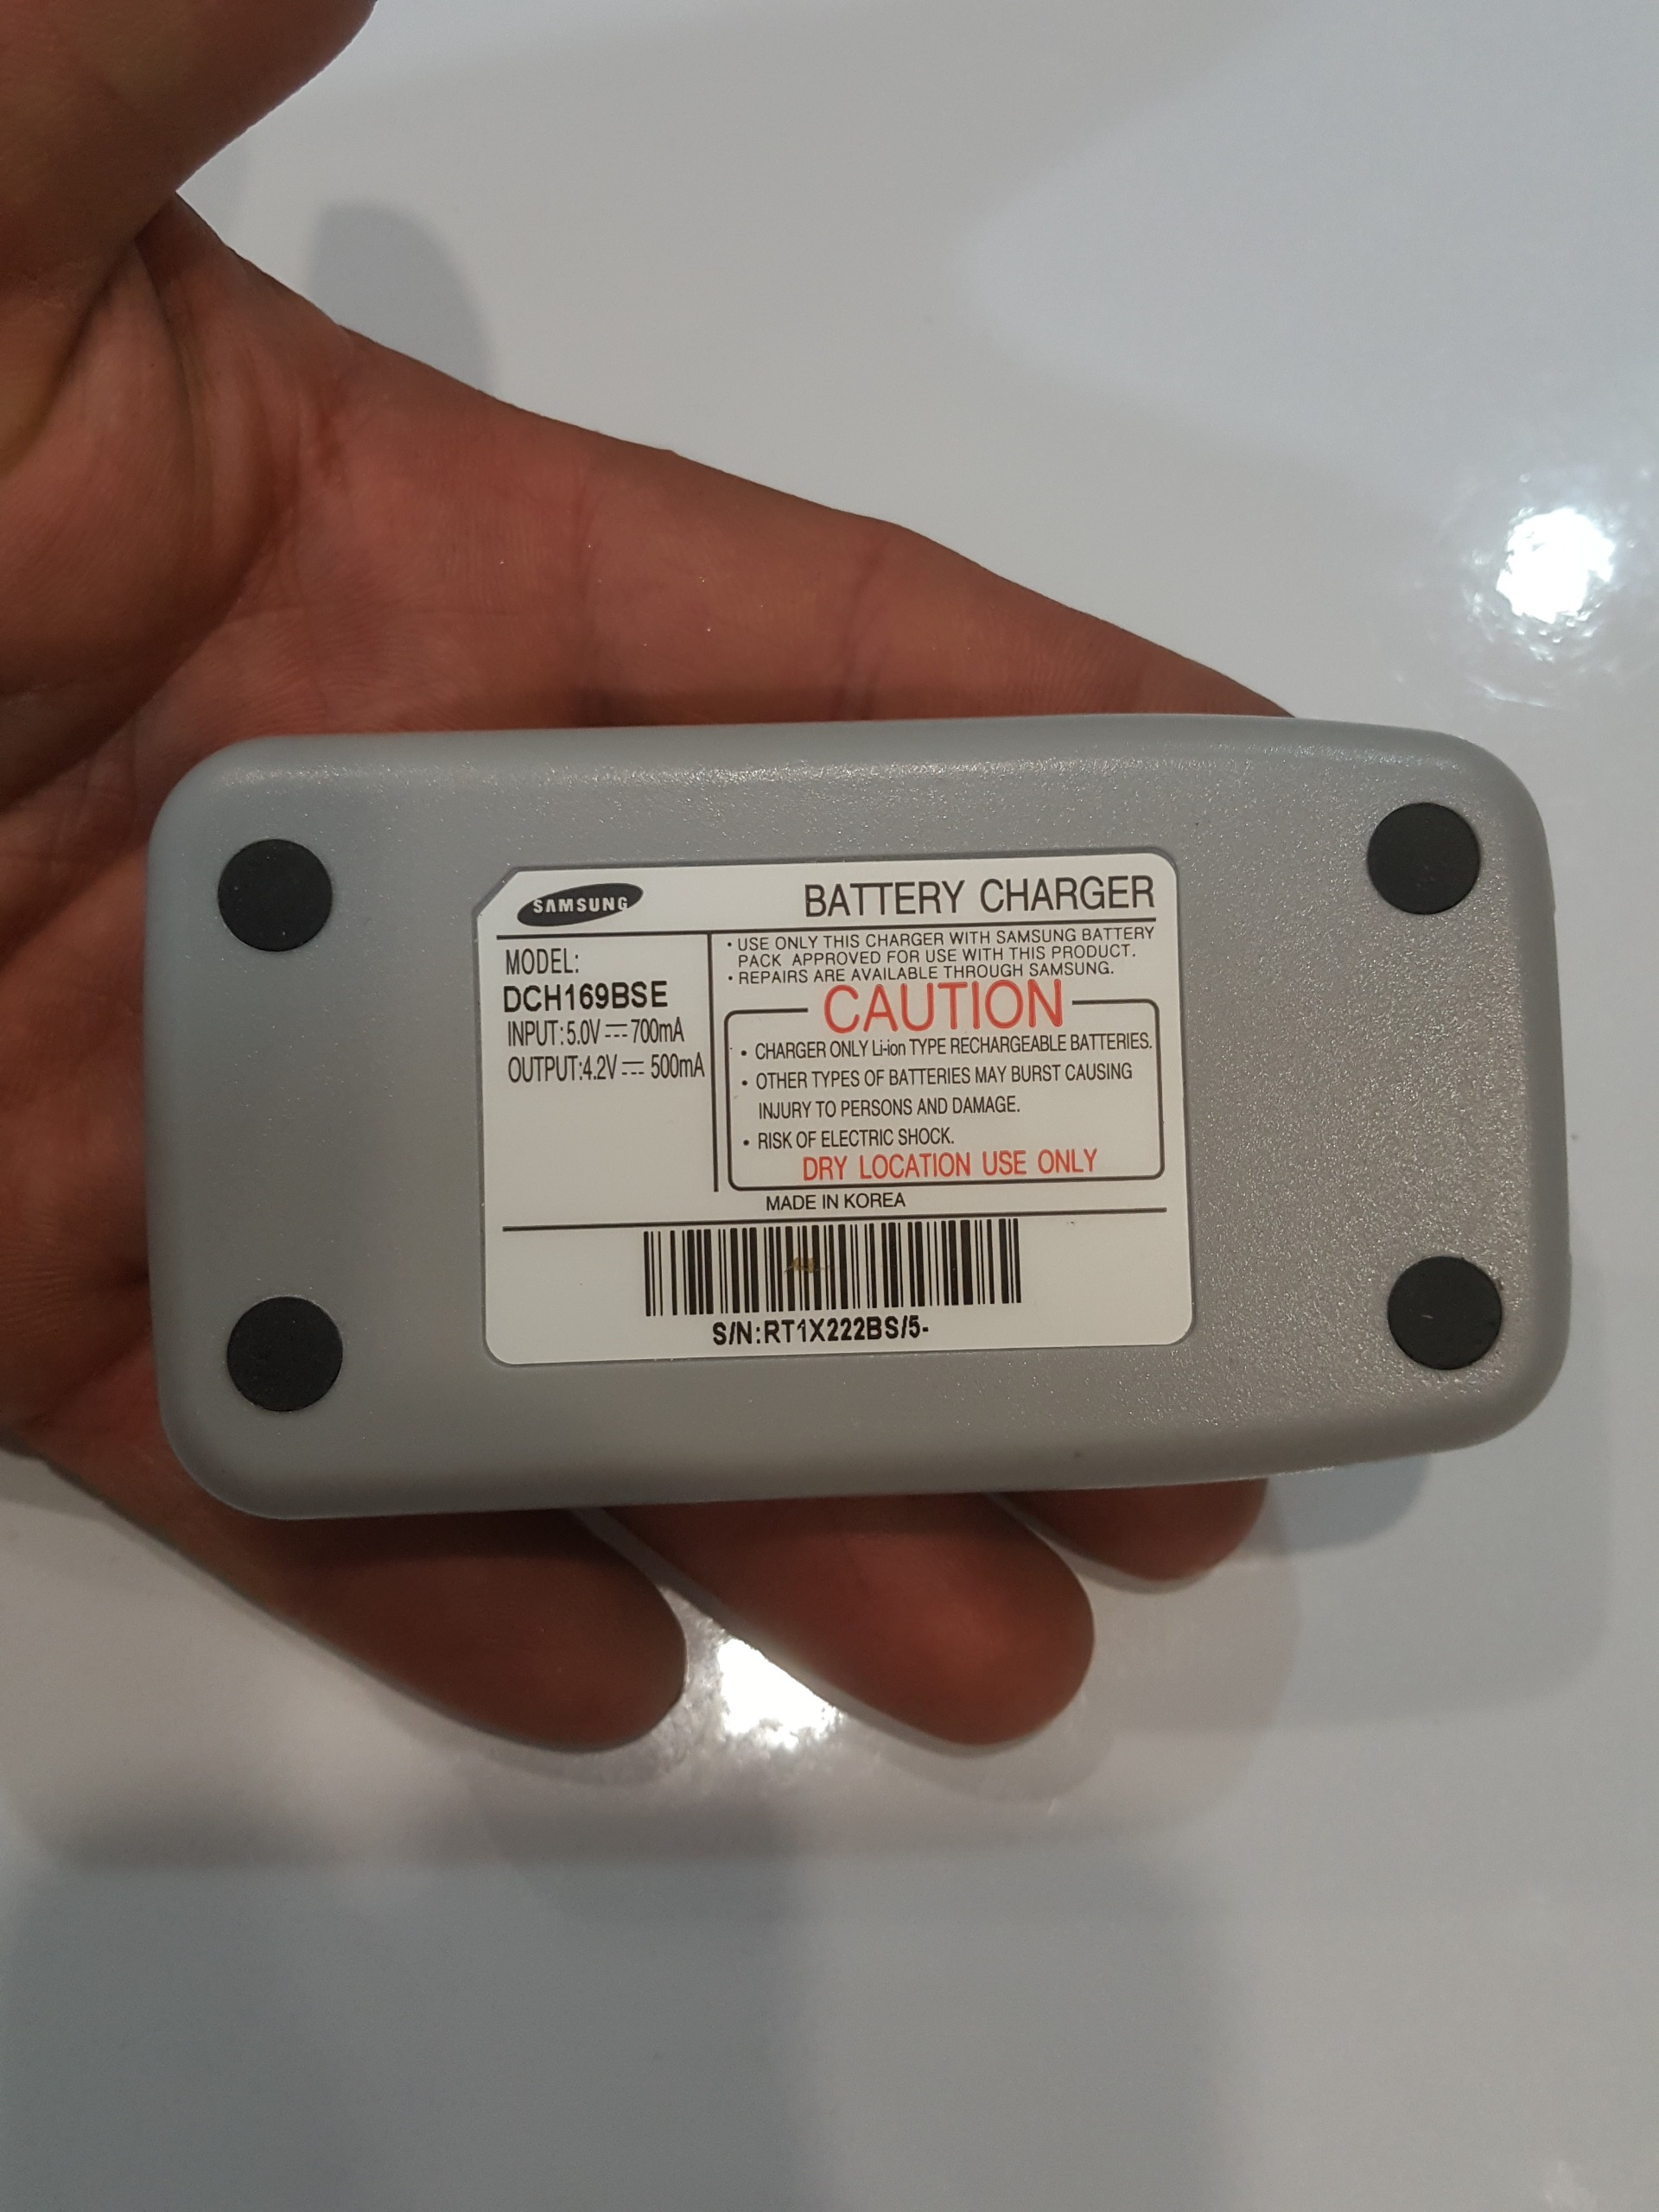 SAMSUNG
BATTERY CHARGER
MODEL:
DCH169BSE
INPUT:5.0V⎓700mA
OUTPUT:4.2V⎓ 500mA
• USE ONLY THIS CHARGER WITH SAMSUNG BATTERY
PACK APPROVED FOR USE WITH THIS PRODUCT.
• REPAIRS ARE AVAILABLE THROUGH SAMSUNG.
CAUTION
• CHARGER ONLY Li-ion TYPE RECHARGEABLE BATTERIES.
• OTHER TYPES OF BATTERIES MAY BURST CAUSING
INJURY TO PERSONS AND DAMAGE.
• RISK OF ELECTRIC SHOCK.
DRY LOCATION USE ONLY
MADE IN KOREA
S/N:RT1X222BS/5-